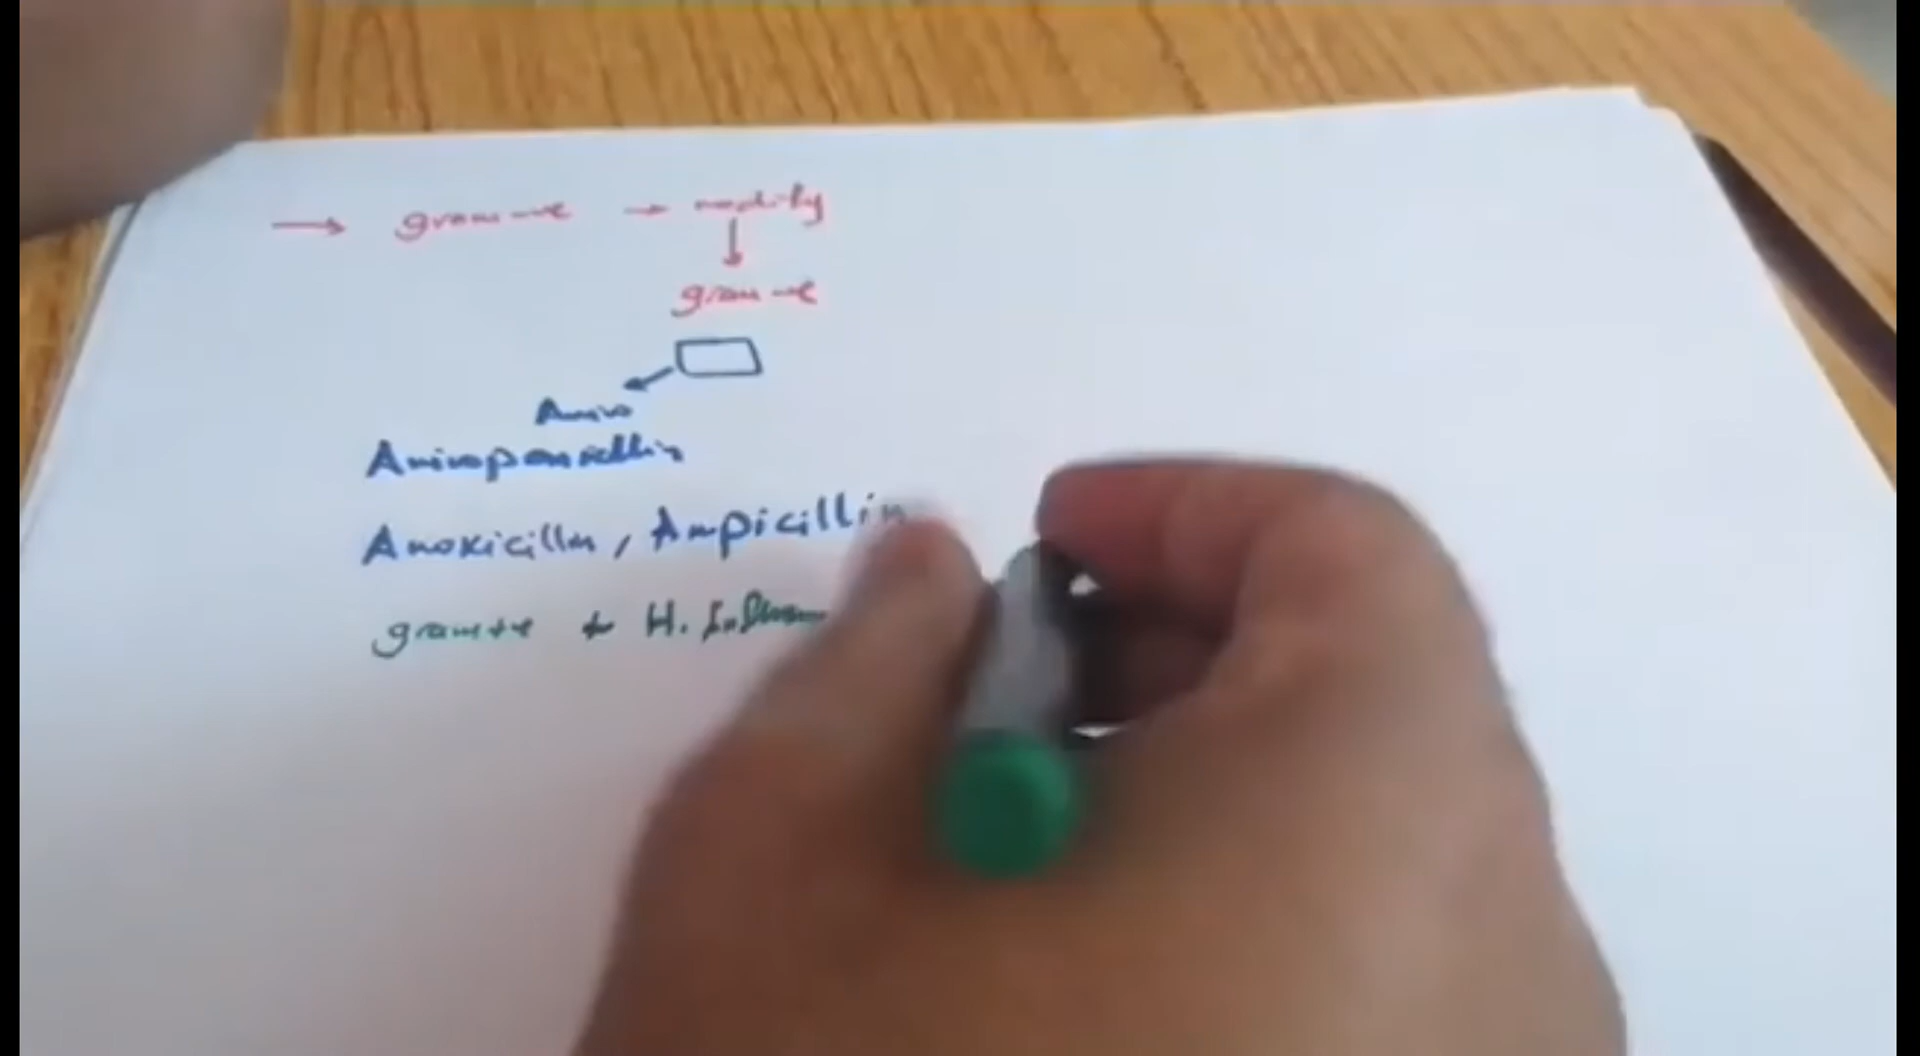 → gram -ve → modify
↓
gram -ve
Amino
Aminopenicillin
Amoxicillin, Ampicillin
gram +ve + H.